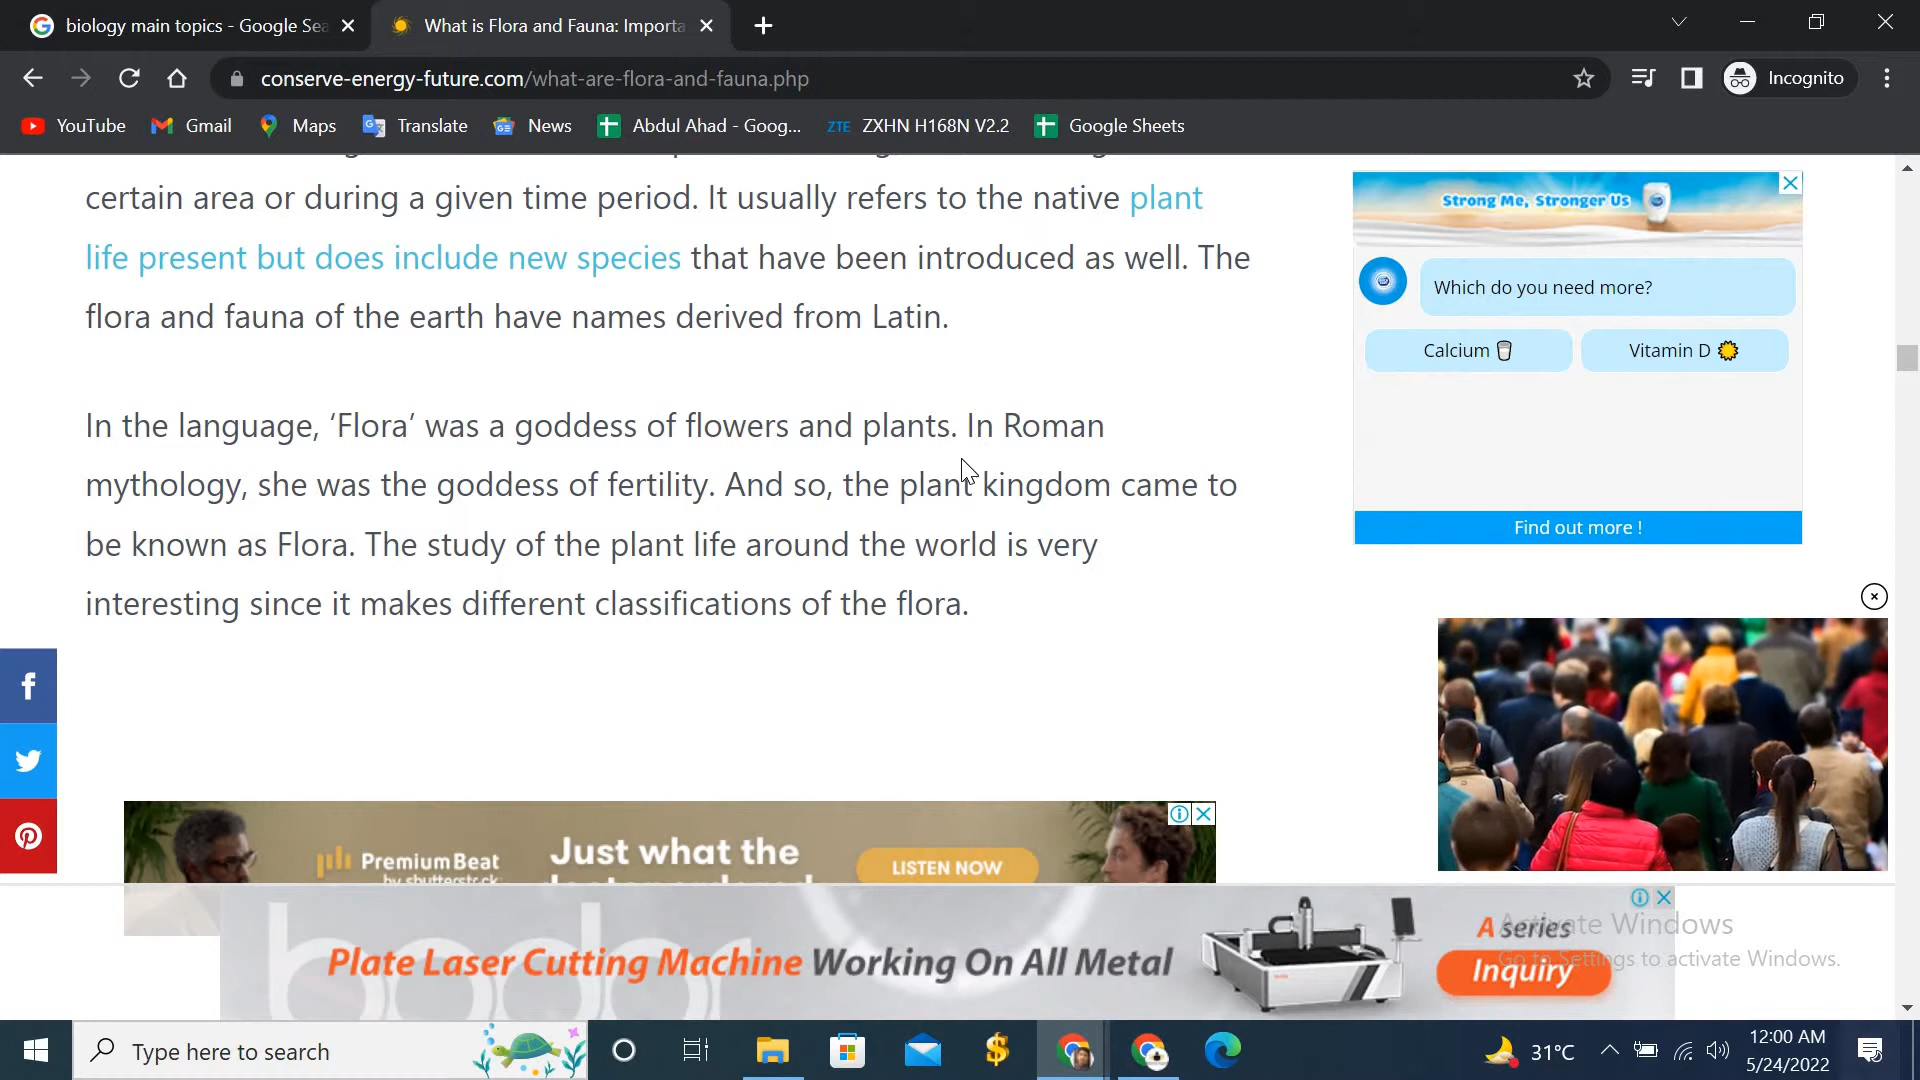 biology main topics - Google Sea
What is Flora and Fauna: Importa
conserve-energy-future.com/what-are-flora-and-fauna.php
Incognito
YouTube
Gmail
Maps
Translate
News
Abdul Ahad - Goog...
ZTE
ZXHN H168N V2.2
Google Sheets
certain area or during a given time period. It usually refers to the native plant
life present but does include new species that have been introduced as well. The
flora and fauna of the earth have names derived from Latin.
In the language, ‘Flora’ was a goddess of flowers and plants. In Roman
mythology, she was the goddess of fertility. And so, the plant kingdom came to
be known as Flora. The study of the plant life around the world is very
interesting since it makes different classifications of the flora.
Strong Me, Stronger Us
Which do you need more?
Calcium
Vitamin D
Find out more !
PremiumBeat
by shutterstock
Just what the
LISTEN NOW
bodor
Plate Laser Cutting Machine Working On All Metal
A series
Inquiry
Activate Windows
Go to Settings to activate Windows.
Type here to search
31°C
12:00 AM
5/24/2022